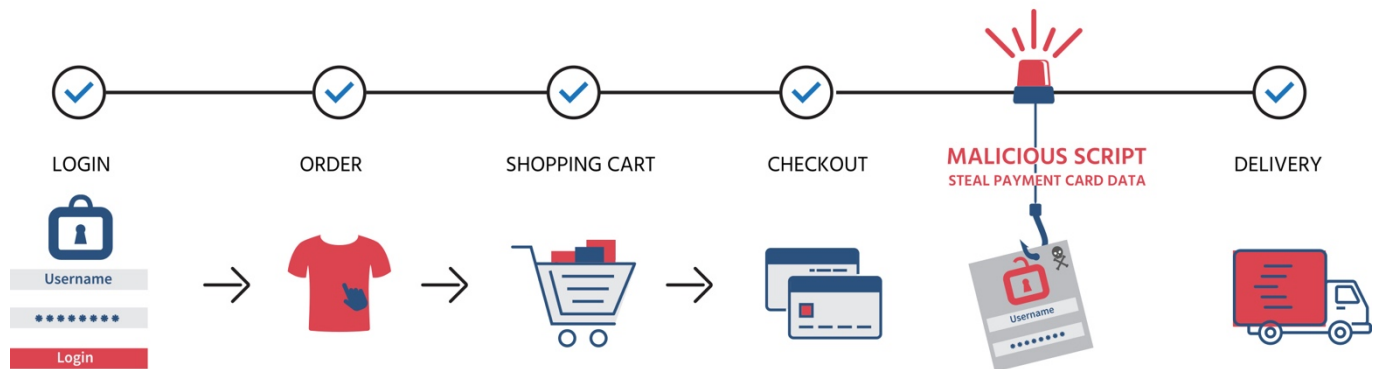 LOGIN
ORDER
SHOPPING CART
CHECKOUT
MALICIOUS SCRIPT
STEAL PAYMENT CARD DATA
DELIVERY
Username
********
Login
Username
********